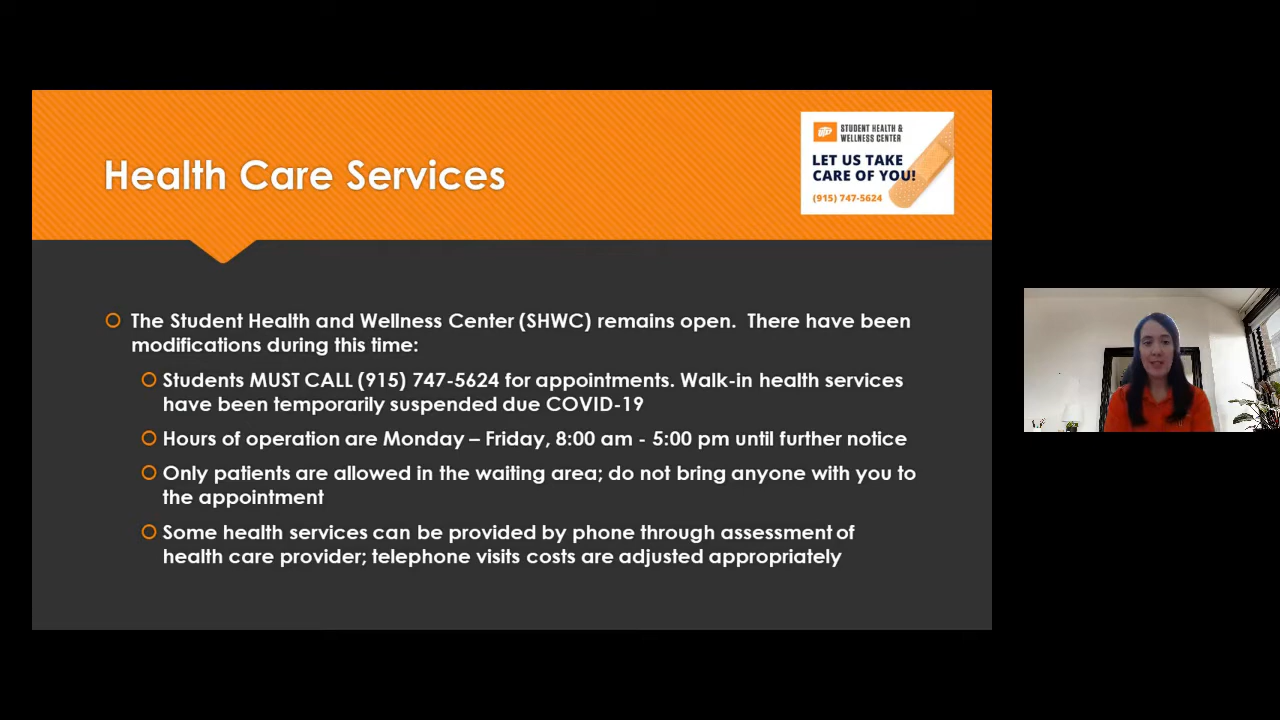 Health Care Services
UTEP
STUDENT HEALTH &
WELLNESS CENTER
LET US TAKE
CARE OF YOU!
(915) 747-5624
The Student Health and Wellness Center (SHWC) remains open.  There have been
modifications during this time:
Students MUST CALL (915) 747-5624 for appointments. Walk-in health services
have been temporarily suspended due COVID-19
Hours of operation are Monday – Friday, 8:00 am - 5:00 pm until further notice
Only patients are allowed in the waiting area; do not bring anyone with you to
the appointment
Some health services can be provided by phone through assessment of
health care provider; telephone visits costs are adjusted appropriately